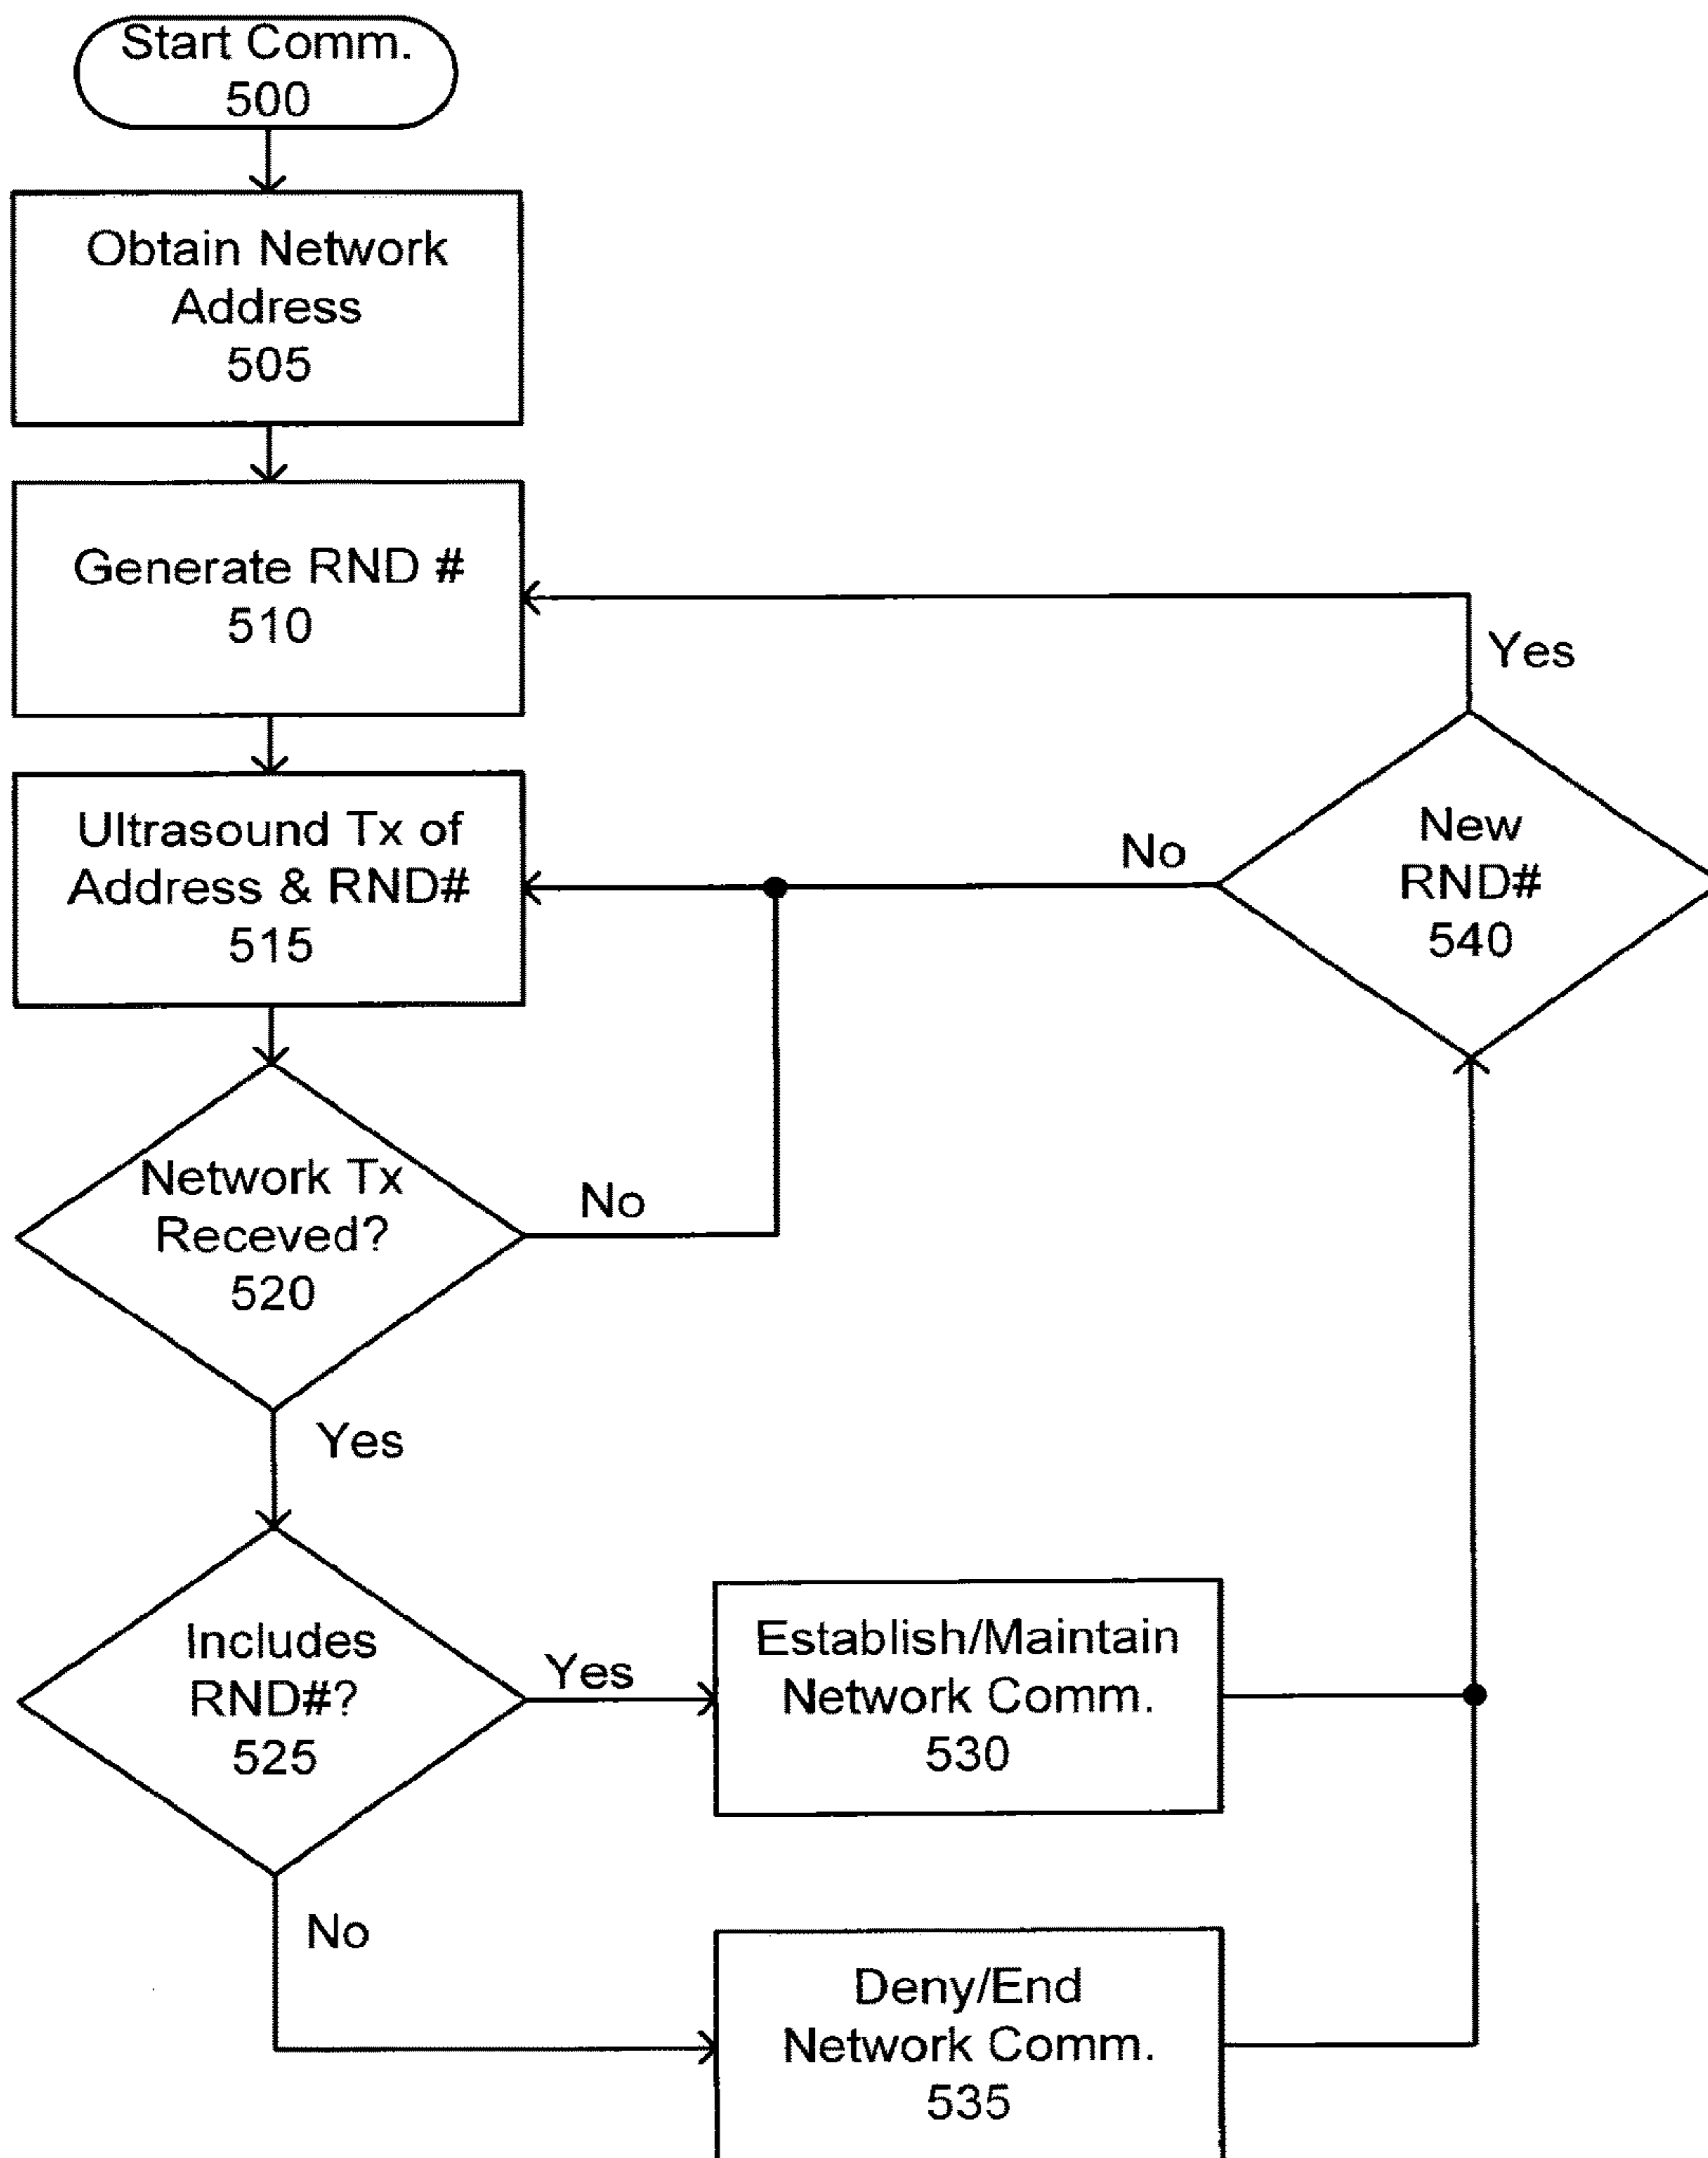 Start Comm.
500
Obtain Network
Address
505
Generate RND #
510
Yes
Ultrasound Tx of
Address & RND#
515
No
New
RND#
540
Network Tx
Receved?
520
No
Yes
Includes
RND#?
525
Yes
Establish/Maintain
Network Comm.
530
No
Deny/End
Network Comm.
535